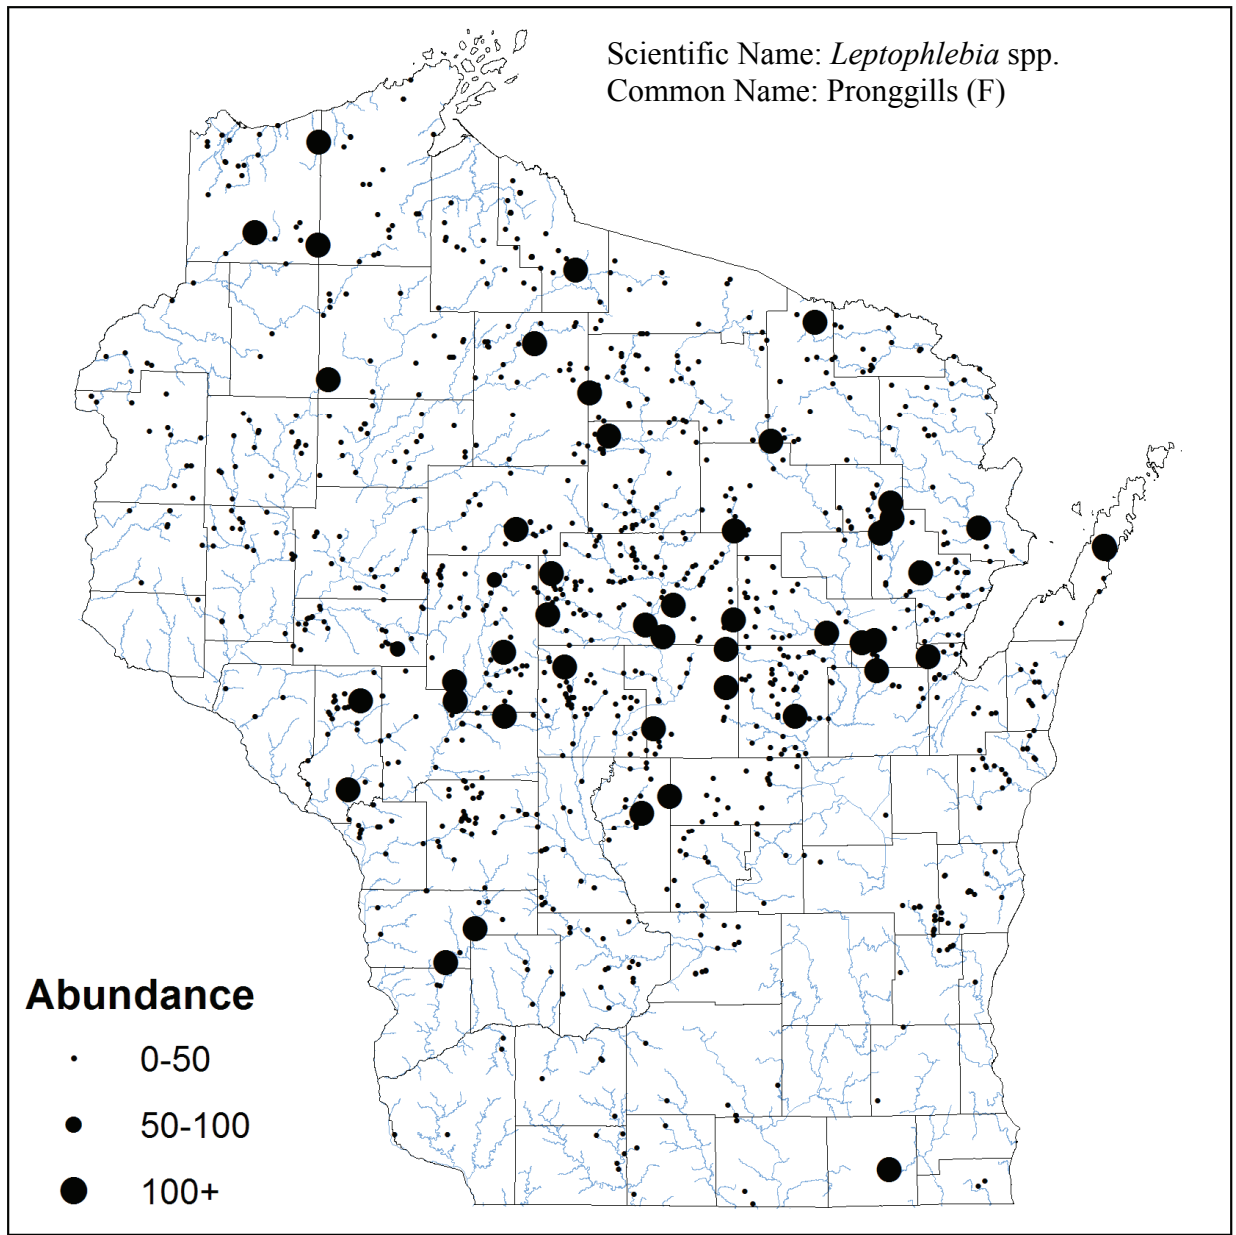 Scientific Name: Leptophlebia spp.
Common Name: Pronggills (F)
Abundance
0-50
50-100
100+